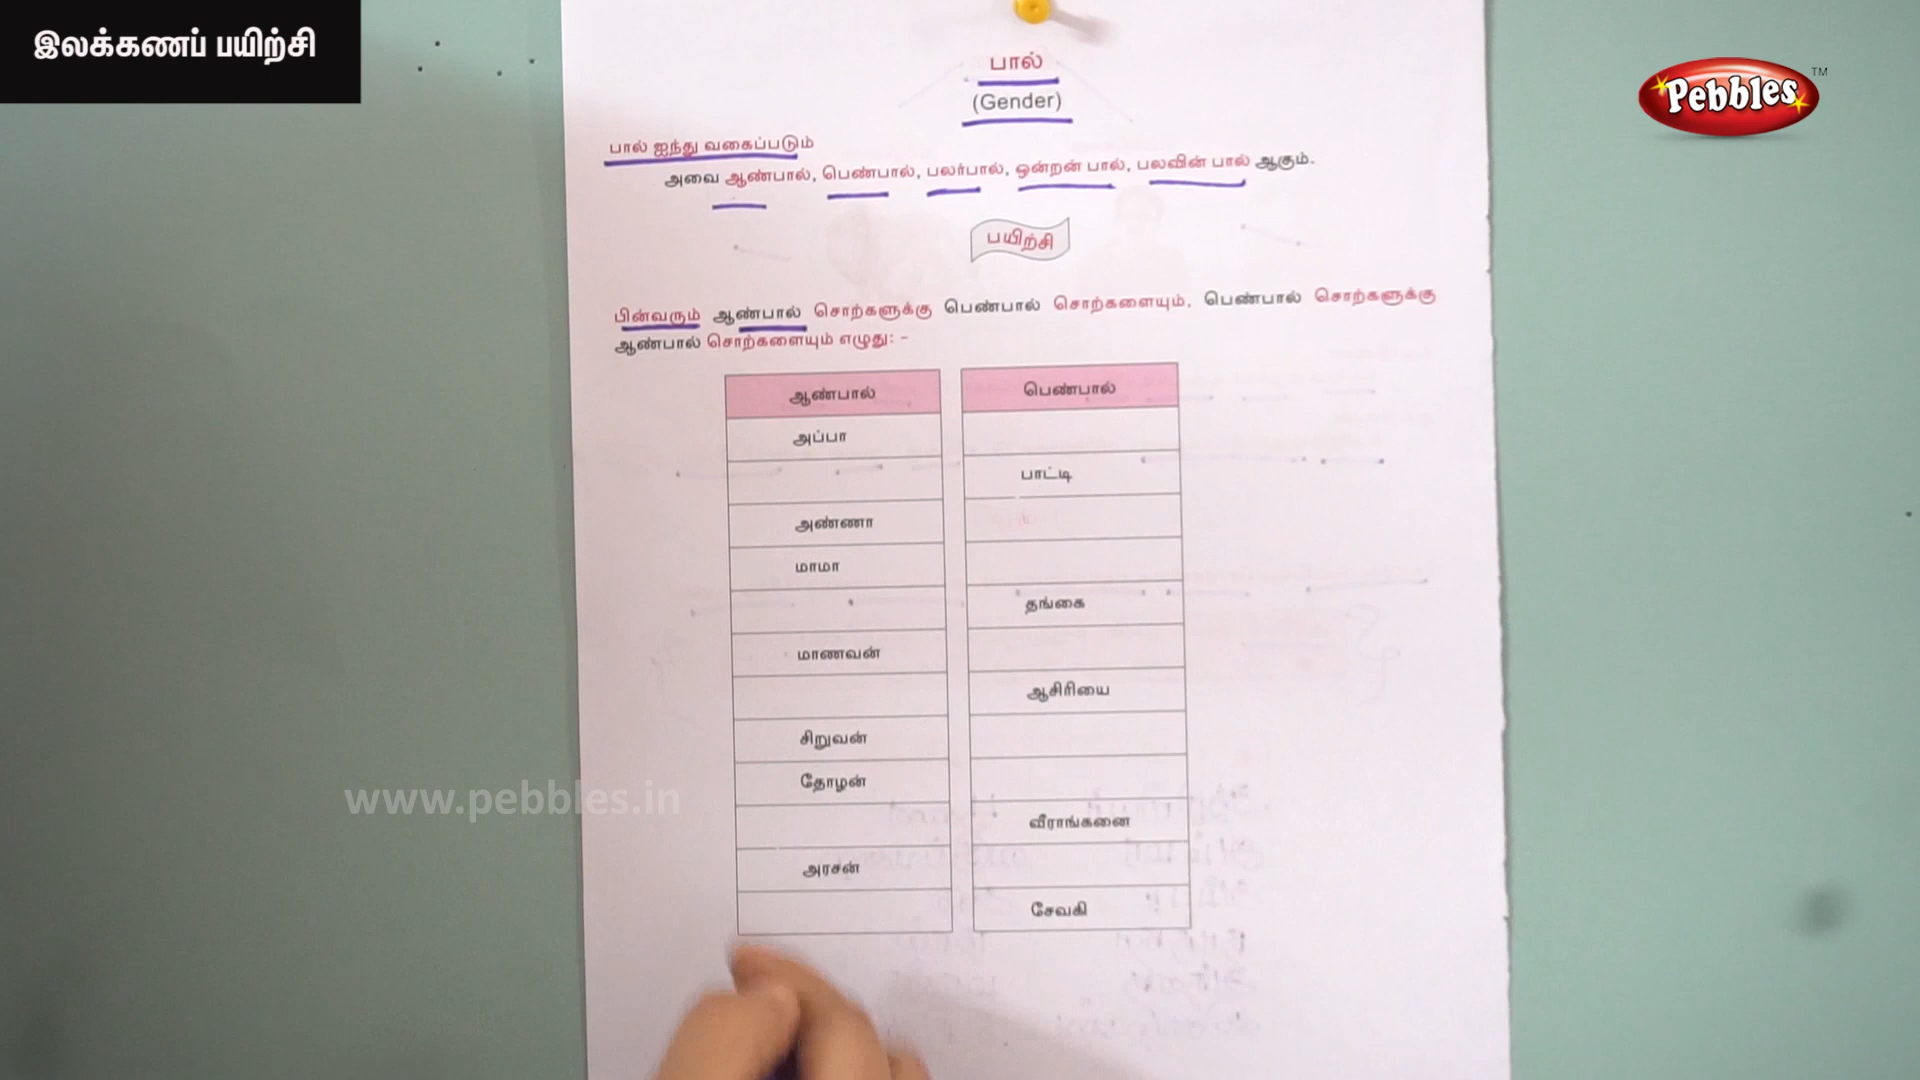 இலக்கணப் பயிற்சி
Pebbles TM
பால்
(Gender)
பால் ஐந்து வகைப்படும்
அவை ஆண்பால், பெண்பால், பலர்பால், ஒன்றன் பால், பலவின் பால் ஆகும்.
பயிற்சி
பின்வரும் ஆண்பால் சொற்களுக்கு பெண்பால் சொற்களையும், பெண்பால் சொற்களுக்கு
ஆண்பால் சொற்களையும் எழுது: -
ஆண்பால் பெண்பால்
அப்பா
பாட்டி
அண்ணா
மாமா
தங்கை
மாணவன்
ஆசிரியை
சிறுவன்
தோழன்
வீராங்கனை
அரசன்
சேவகி
www.pebbles.in